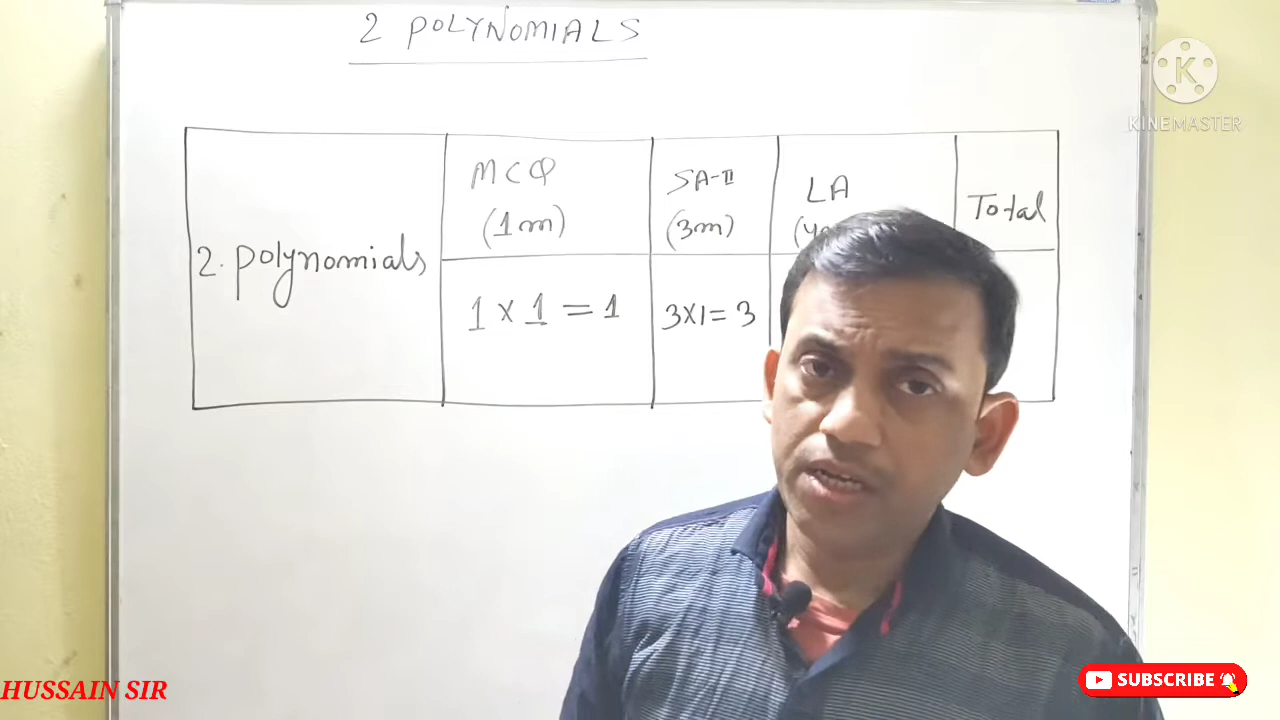 2 POLYNOMIALS
KINEMASTER
MCQ
(1m)
SA-II
(3m)
LA
Total
2. polynomials
1 x 1 = 1
3x1 = 3
HUSSAIN SIR
SUBSCRIBE